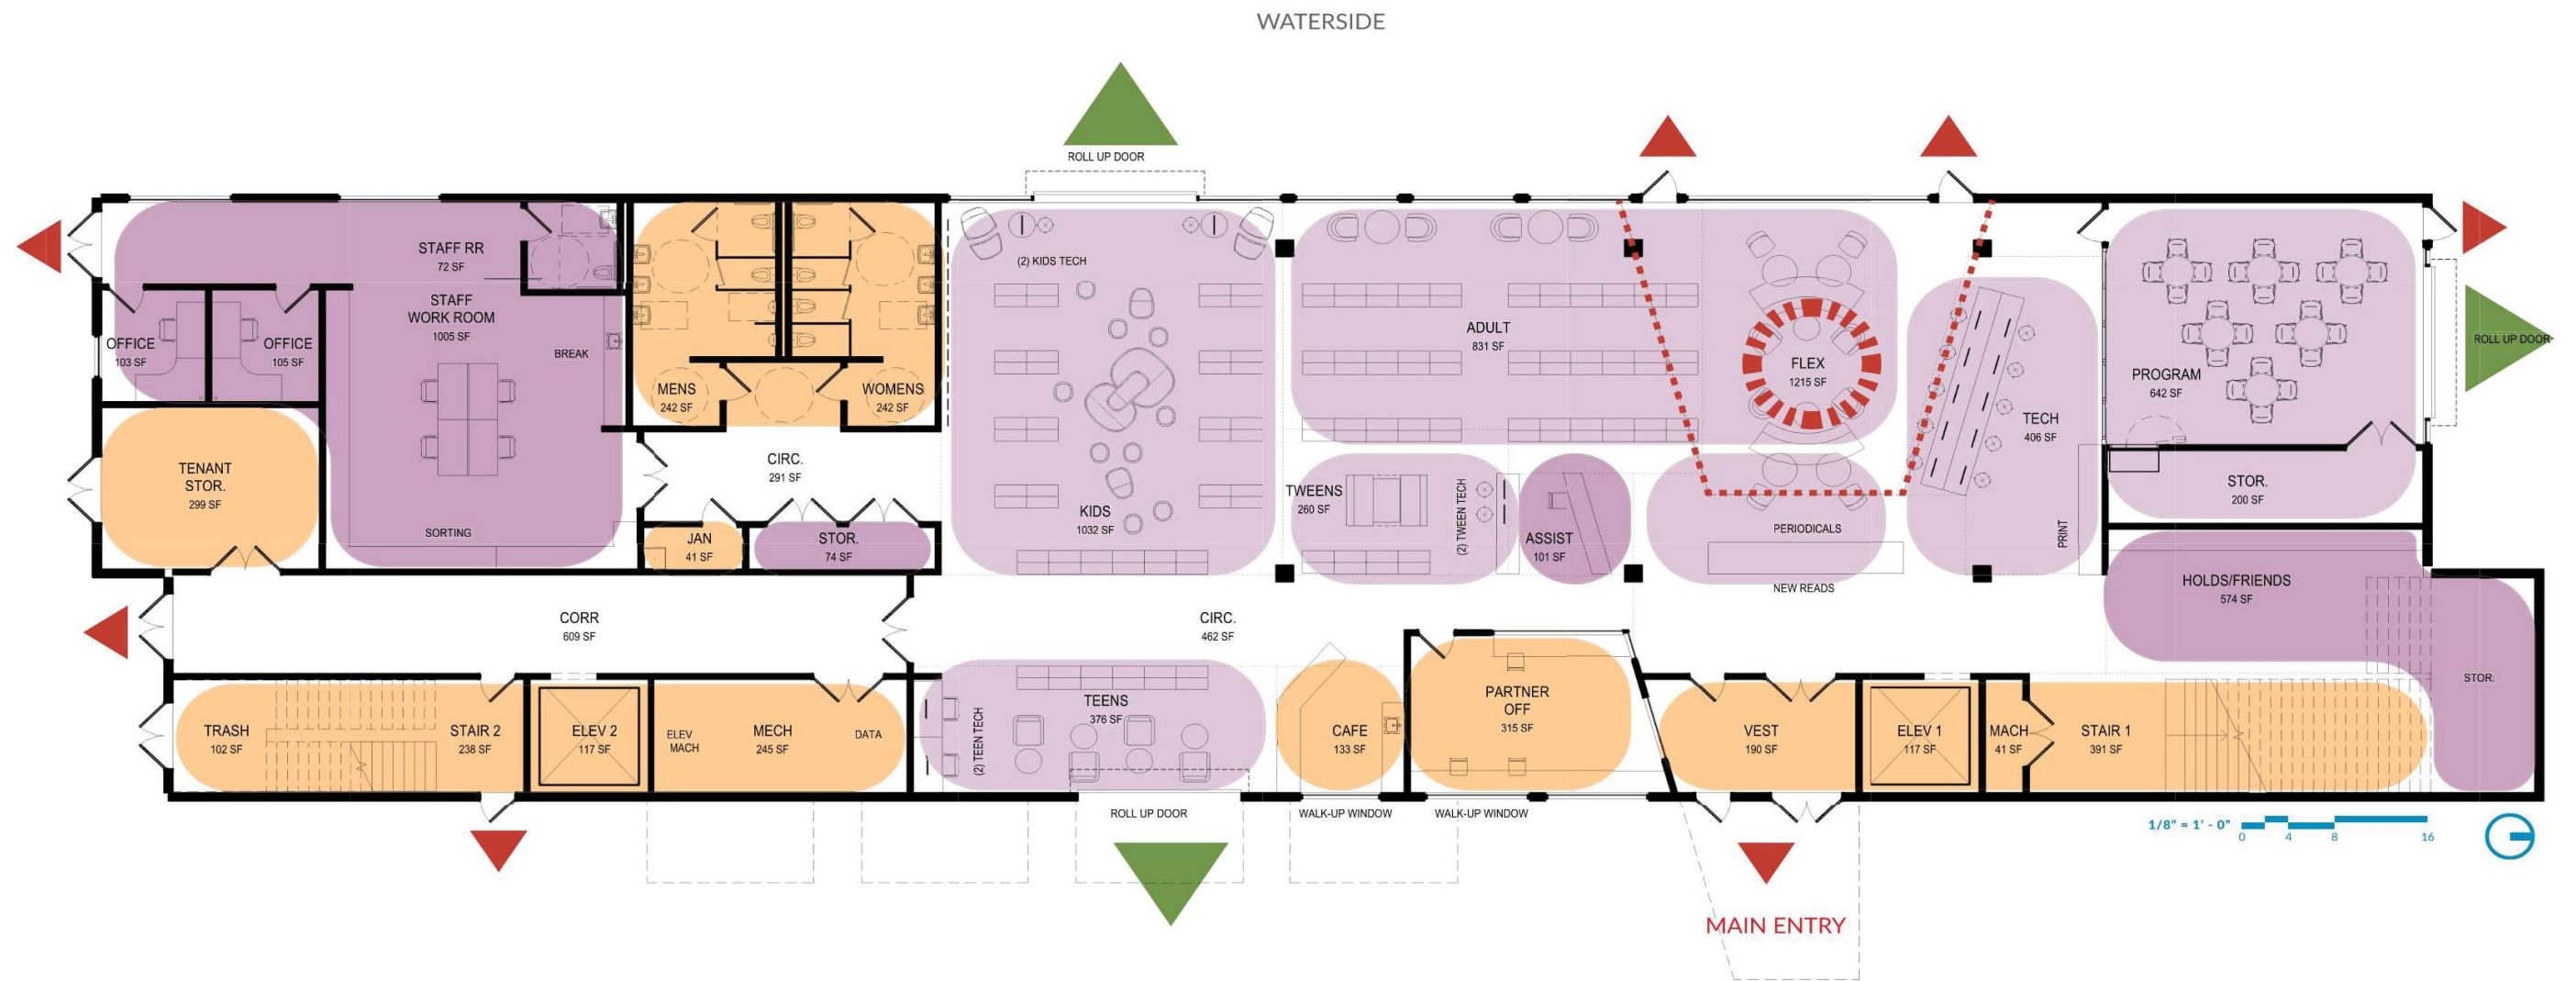 WATERSIDE
ROLL UP DOOR
STAFF RR
72 SF
STAFF
WORK ROOM
1005 SF
OFFICE
103 SF
OFFICE
105 SF
BREAK
MENS
242 SF
WOMENS
242 SF
(2) KIDS TECH
KIDS
1032 SF
ADULT
831 SF
FLEX
1215 SF
TECH
406 SF
PROGRAM
642 SF
ROLL UP DOOR
TENANT
STOR.
299 SF
SORTING
CIRC.
291 SF
JAN
41 SF
STOR.
74 SF
TWEENS
260 SF
(2) TWEEN TECH
ASSIST
101 SF
PERIODICALS
NEW READS
PRINT
STOR.
200 SF
HOLDS/FRIENDS
574 SF
CORR
609 SF
CIRC.
462 SF
STOR.
TRASH
102 SF
STAIR 2
238 SF
ELEV 2
117 SF
ELEV
MACH
MECH
245 SF
DATA
(2) TEEN TECH
TEENS
376 SF
CAFE
133 SF
PARTNER
OFF
315 SF
VEST
190 SF
ELEV 1
117 SF
MACH
41 SF
STAIR 1
391 SF
ROLL UP DOOR
WALK-UP WINDOW
WALK-UP WINDOW
1/8" = 1' - 0"
0 4 8 16
MAIN ENTRY